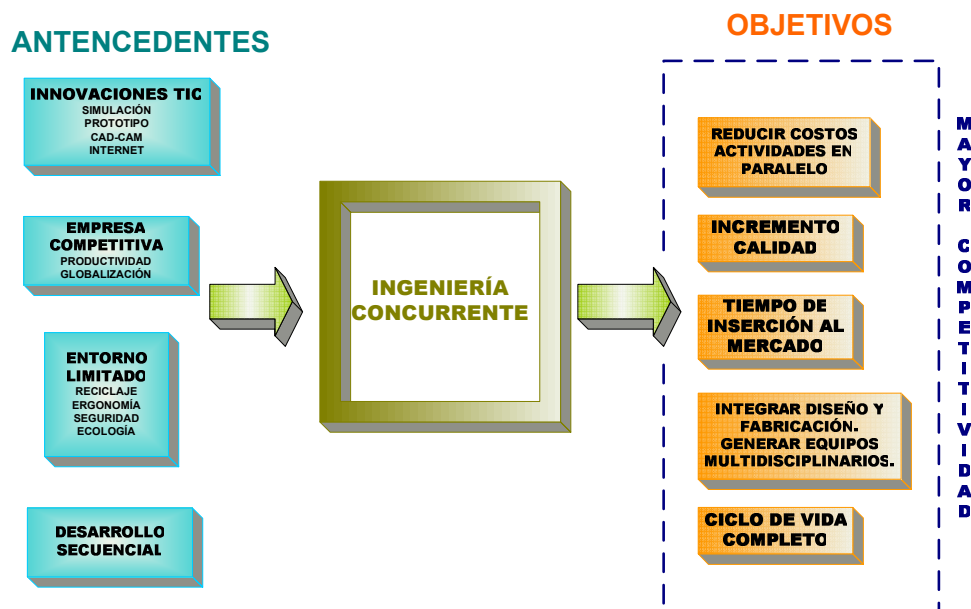 ANTENCEDENTES
INNOVACIONES TIC
SIMULACIÓN
PROTOTIPO
CAD-CAM
INTERNET
EMPRESA
COMPETITIVA
PRODUCTIVIDAD
GLOBALIZACIÓN
ENTORNO
LIMITADO
RECICLAJE
ERGONOMÍA
SEGURIDAD
ECOLOGÍA
DESARROLLO
SECUENCIAL
INGENIERÍA
CONCURRENTE
OBJETIVOS
REDUCIR COSTOS
ACTIVIDADES EN
PARALELO
INCREMENTO
CALIDAD
TIEMPO DE
INSERCIÓN AL
MERCADO
INTEGRAR DISEÑO Y
FABRICACIÓN.
GENERAR EQUIPOS
MULTIDISCIPLINARIOS.
CICLO DE VIDA
COMPLETO
MAYOR COMPETITIVIDAD